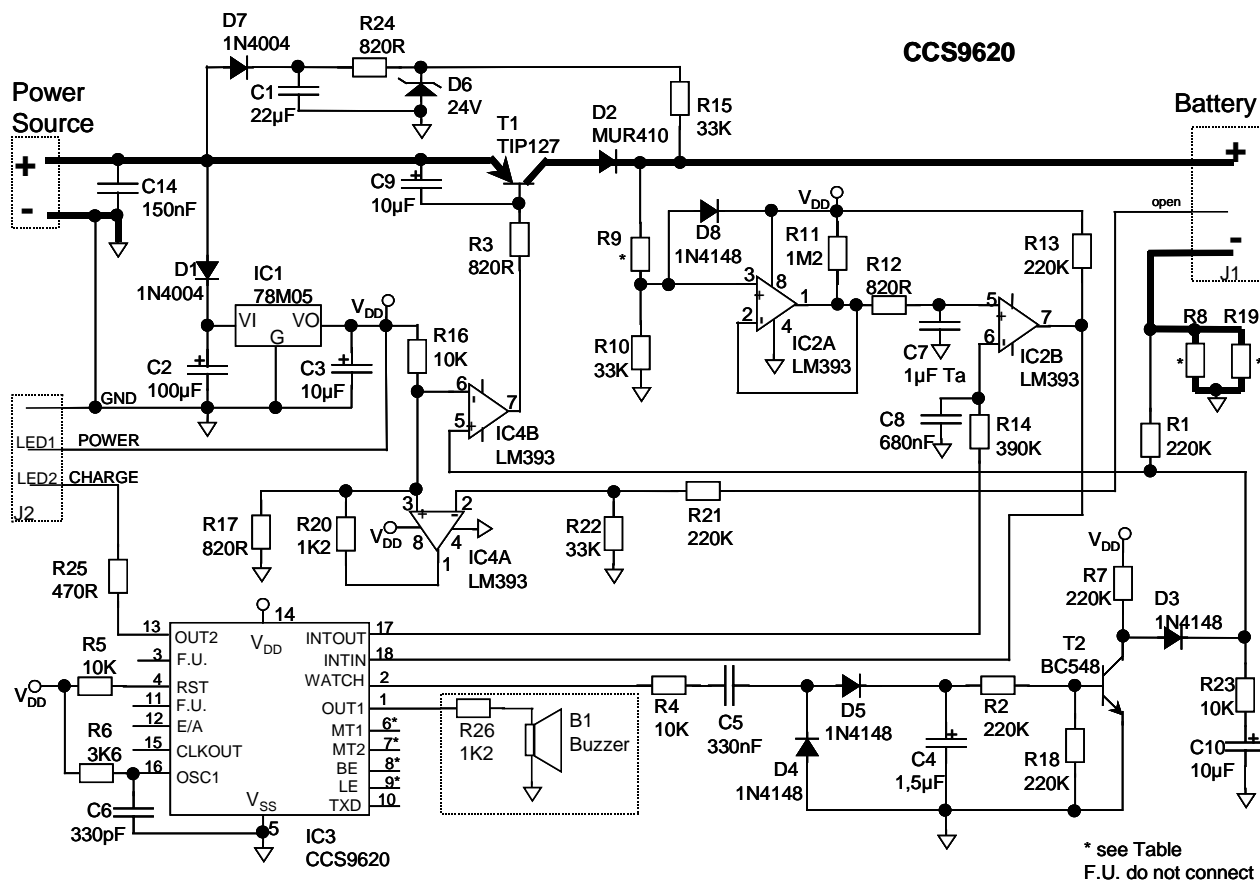 CCS9620
D7
1N4004
R24
820R
C1
22µF
D6
24V
Power
Source
+
-
C14
150nF
C9
10µF
T1
TIP127
D2
MUR410
R15
33K
Battery
+
open
-
J1
R3
820R
R9
*
D8
1N4148
VDD
R11
1M2
R12
820R
R13
220K
3
+
2
-
8
1
4
IC2A
LM393
R10
33K
C7
1µF Ta
5
+
6
-
7
IC2B
LM393
R8
*
R19
*
D1
1N4004
IC1
78M05
VI
VO
G
VDD
C2
100µF
C3
10µF
R16
10K
6
-
5
+
7
IC4B
LM393
C8
680nF
R14
390K
R1
220K
GND
LED1
POWER
LED2
CHARGE
J2
R17
820R
R20
1K2
VDD
3
+
2
-
8
4
1
IC4A
LM393
R22
33K
R21
220K
R25
470R
VDD
R7
220K
D3
1N4148
T2
BC548
R5
10K
VDD
R6
3K6
C6
330pF
14
VDD
13
OUT2
3
F.U.
4
RST
11
F.U.
12
E/A
15
CLKOUT
16
OSC1
VSS
5
INTOUT
17
INTIN
18
WATCH
2
OUT1
1
MT1
6*
MT2
7*
BE
8*
LE
9*
TXD
10
IC3
CCS9620
R26
1K2
B1
Buzzer
R4
10K
C5
330nF
D5
1N4148
D4
1N4148
C4
1,5µF
R2
220K
R18
220K
R23
10K
C10
10µF
* see Table
F.U. do not connect